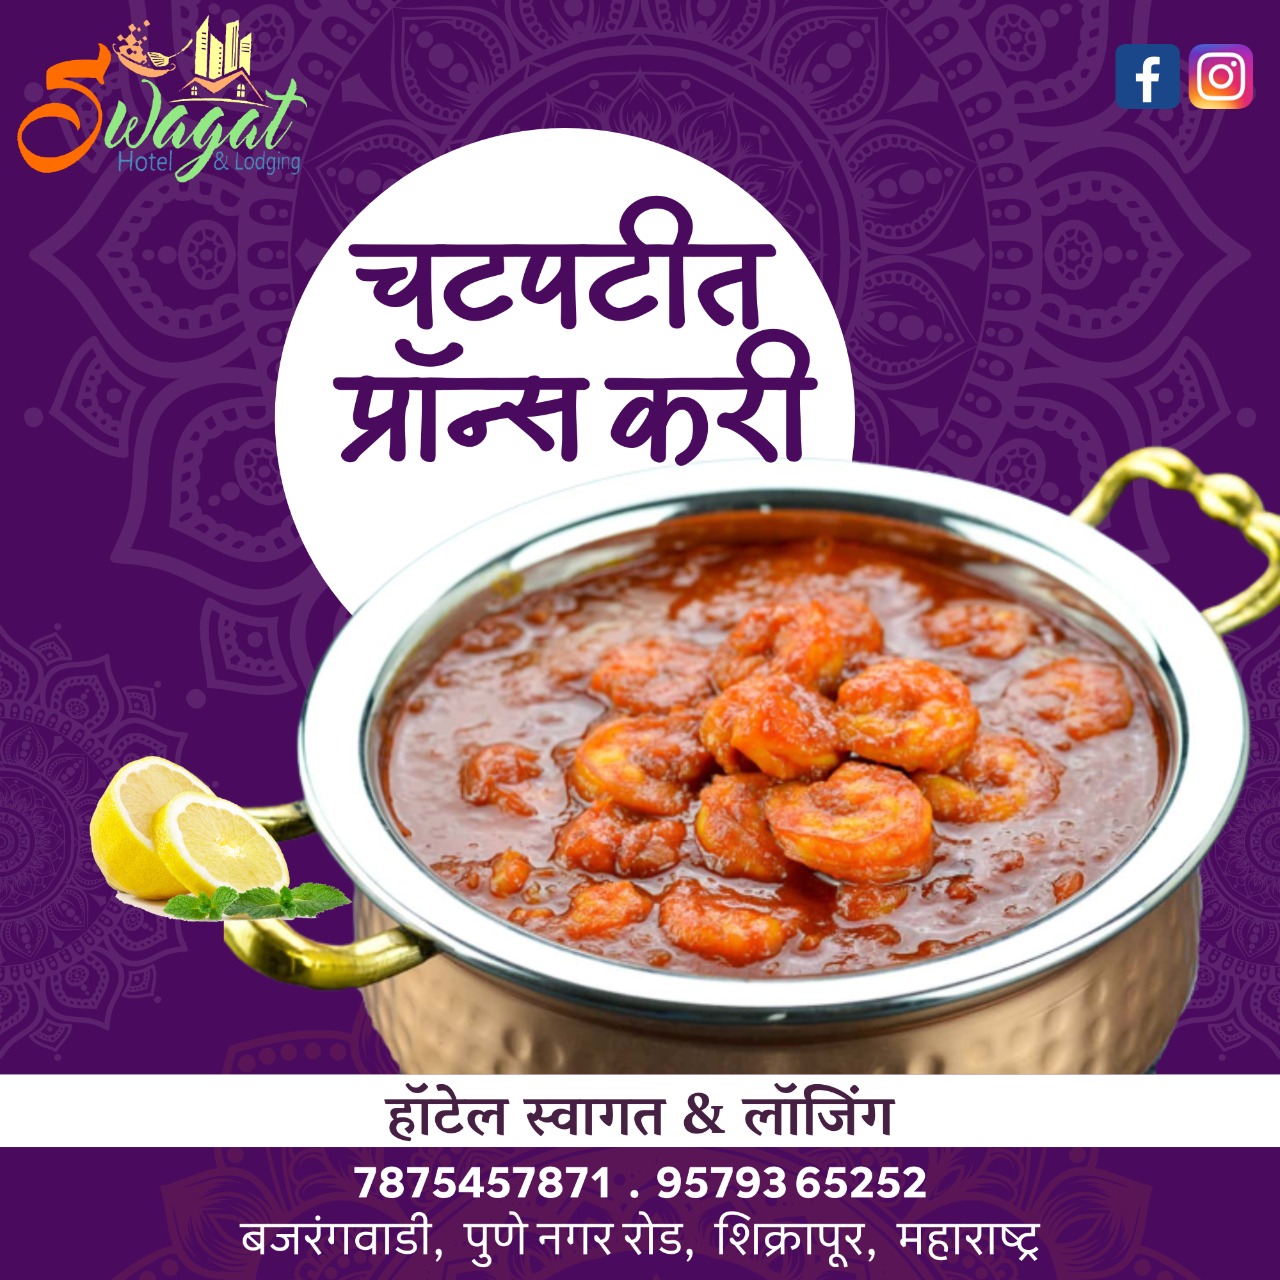 Swagat
Hotel & Lodging
चटपटीत
प्रॉन्स करी
हॉटेल स्वागत & लॉजिंग
7875457871 . 9579365252
बजरंगवाडी, पुणे नगर रोड, शिक्रापूर, महाराष्ट्र